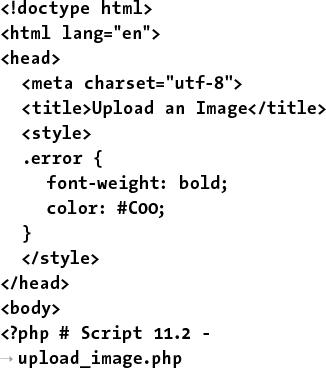 <!doctype html>
<html lang="en">
<head>
<meta charset="utf-8">
<title>Upload an Image</title>
<style>
.error {
font-weight: bold;
color: #C00;
}
</style>
</head>
<body>
<?php # Script 11.2 -
→ upload_image.php